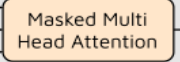 Masked Multi
Head Attention